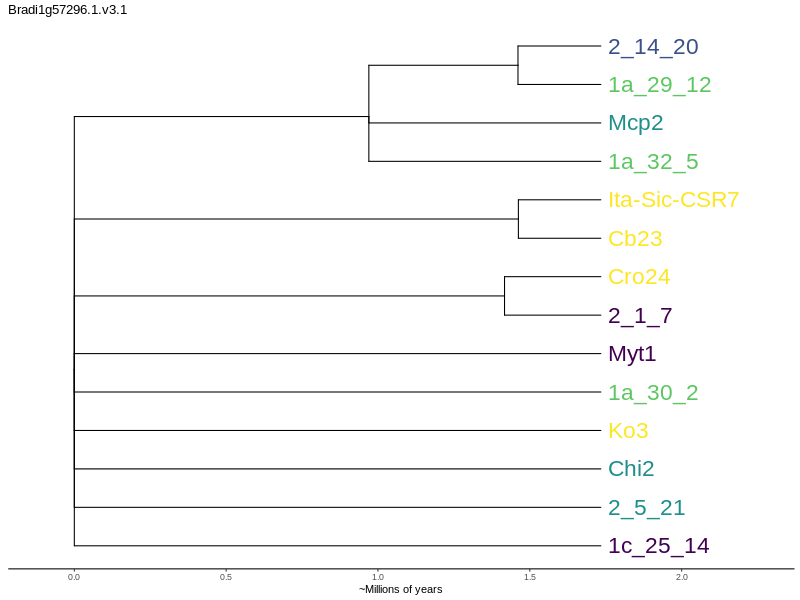 Bradi1g57296.1.v3.1
2_14_20
1a_29_12
Mcp2
1a_32_5
Ita-Sic-CSR7
Cb23
Cro24
2_1_7
Myt1
1a_30_2
Ko3
Chi2
2_5_21
1c_25_14
0.0 0.5 1.0 1.5 2.0
~Millions of years